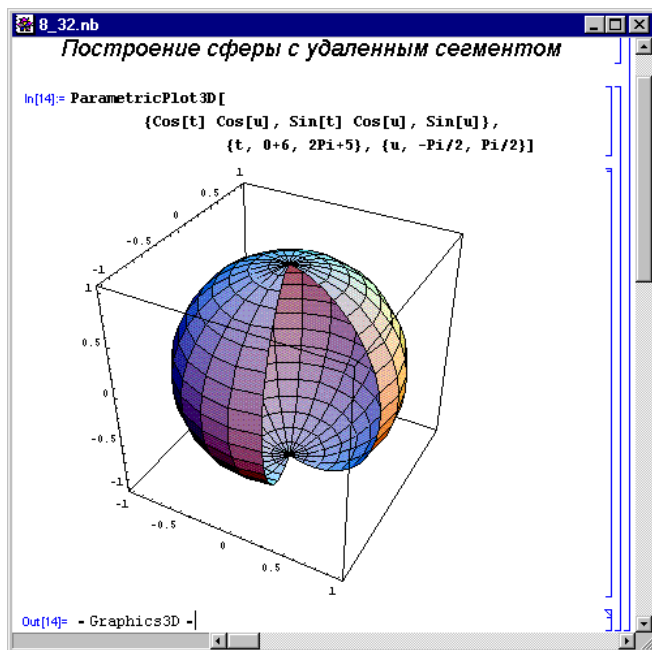 8_32.nb
Построение сферы с удаленным сегментом
In[14]:= ParametricPlot3D[
{Cos[t] Cos[u], Sin[t] Cos[u], Sin[u]},
{t, 0+6, 2Pi+5}, {u, -Pi/2, Pi/2}]
1
0.5
0
-0.5
-1
1
0.5
0
-0.5
-1
-1
-0.5
0
0.5
1
Out[14]= - Graphics3D -